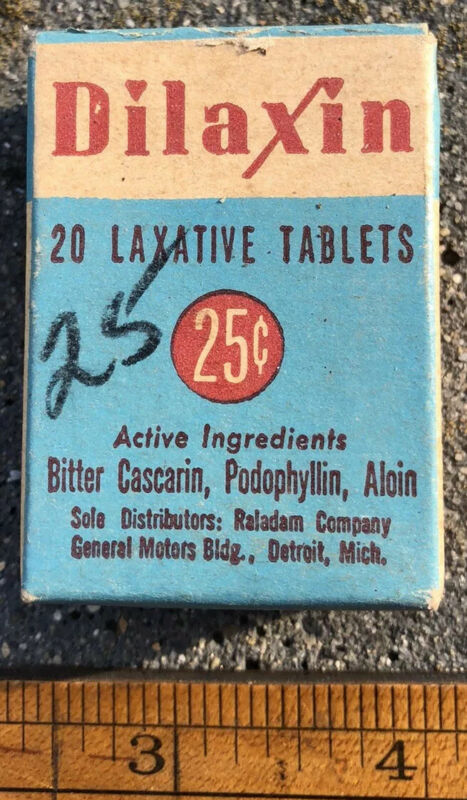 Dilaxin
20 LAXATIVE TABLETS
25
25¢
Active Ingredients
Bitter Cascarin, Podophyllin, Aloin
Sole Distributors: Raladam Company
General Motors Bldg., Detroit, Mich.
3 4